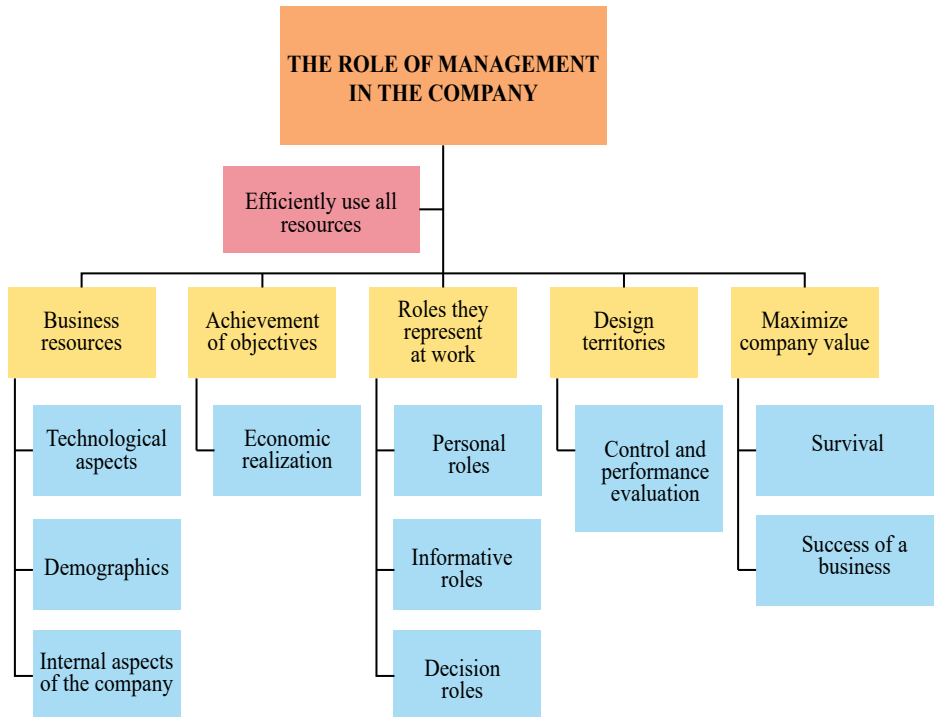 THE ROLE OF MANAGEMENT
IN THE COMPANY
Efficiently use all
resources
Business
resources
Achievement
of objectives
Roles they
represent
at work
Design
territories
Maximize
company value
Technological
aspects
Demographics
Internal aspects
of the company
Economic
realization
Personal
roles
Informative
roles
Decision
roles
Control and
performance
evaluation
Survival
Success of a
business